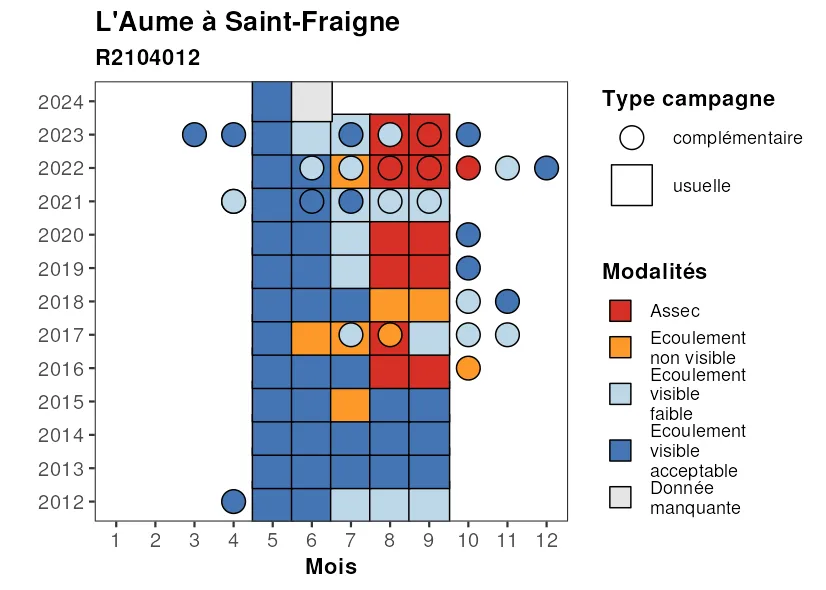 L'Aume à Saint-Fraigne
R2104012
2024
2023
2022
2021
2020
2019
2018
2017
2016
2015
2014
2013
2012
1 2 3 4 5 6 7 8 9 10 11 12
Mois
Type campagne
complémentaire
usuelle
Modalités
Assec
Ecoulement
non visible
Ecoulement
visible
faible
Ecoulement
visible
acceptable
Donnée
manquante